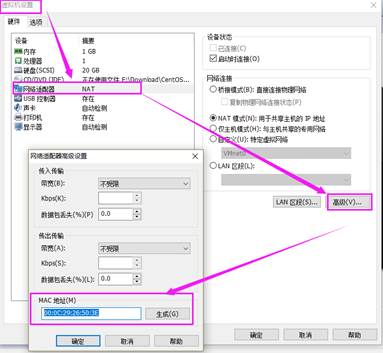 虚拟机设置
硬件 选项
设备 摘要
内存 1 GB
处理器 1
硬盘(SCSI) 20 GB
CD/DVD (IDE) 正在使用文件 E:\Download\CentOS...
网络适配器 NAT
USB 控制器 存在
声卡 自动检测
打印机 存在
显示器 自动检测
设备状态
已连接(C)
启动时连接(O)
网络连接
桥接模式(B): 直接连接物理网络
复制物理网络连接状态(P)
NAT 模式(N): 用于共享主机的 IP 地址
仅主机模式(H): 与主机共享的专用网络
自定义(U): 特定虚拟网络
VMnet0
LAN 区段(L):
LAN 区段(S)... 高级(V)...
网络适配器高级设置
传入传输
带宽(B): 不受限
Kbps(K):
数据包丢失(%)(P) 0.0
传出传输
带宽(A): 不受限
Kbps(S):
数据包丢失(%)(L): 0.0
MAC 地址(M)
00:0C:29:26:50:3E 生成(G)
确定 取消 帮助
确定 取消 帮助